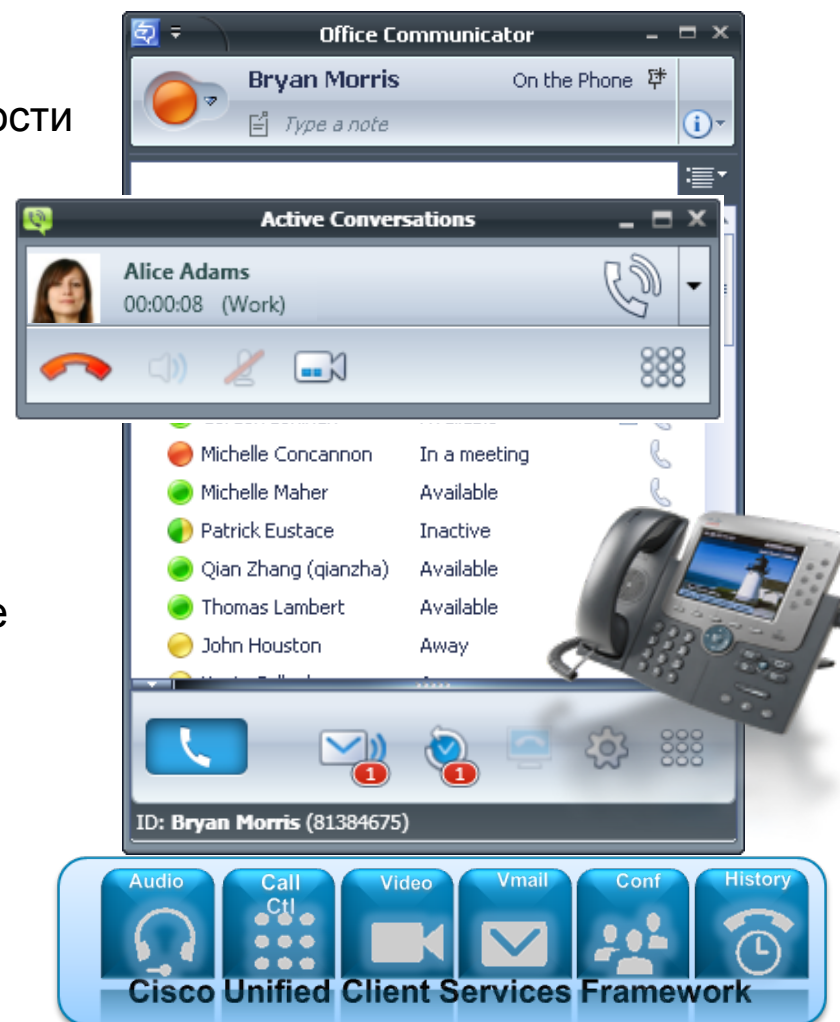 Office Communicator
Bryan Morris On the Phone
ости
Type a note
Active Conversations
Alice Adams
00:00:08 (Work)
Michelle Concannon In a meeting
Michelle Maher Available
Patrick Eustace Inactive
Qian Zhang (qianzha) Available
е
Thomas Lambert Available
John Houston Away
1 1
ID: Bryan Morris (81384675)
Audio Call Ctl Video Vmail Conf History
Cisco Unified Client Services Framework